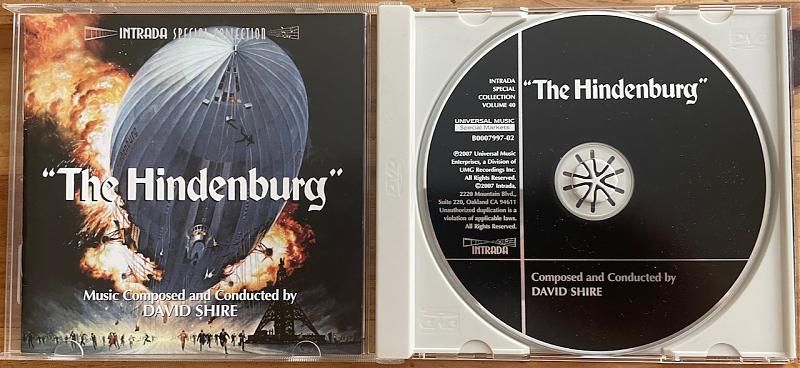 INTRADA SPECIAL COLLECTION
"The Hindenburg"
Music Composed and Conducted by
DAVID SHIRE
INTRADA
SPECIAL
COLLECTION
VOLUME 40
"The Hindenburg"
UNIVERSAL MUSIC
Special Markets
B0007997-02
℗2007 Universal Music
Enterprises, a Division of
UMG Recordings Inc.
All Rights Reserved.
©2007 Intrada,
2220 Mountain Blvd.,
Suite 220, Oakland CA 94611
Unauthorized duplication is a
violation of applicable laws.
All Rights Reserved.
INTRADA
Composed and Conducted by
DAVID SHIRE
DVD